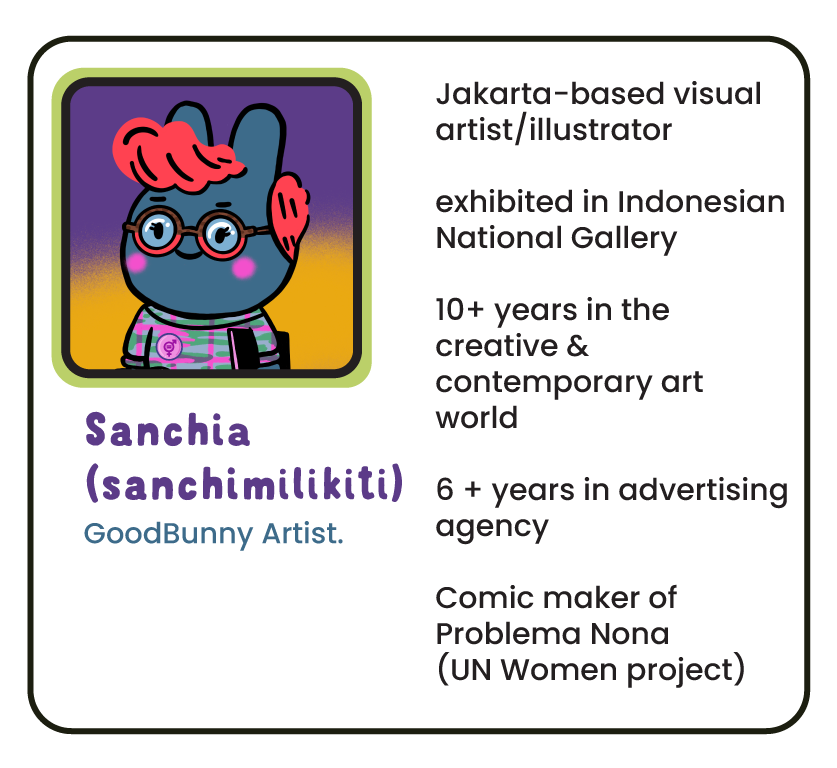 Sanchia
(sanchimilikiti)
GoodBunny Artist.
Jakarta-based visual
artist/illustrator
exhibited in Indonesian
National Gallery
10+ years in the
creative &
contemporary art
world
6 + years in advertising
agency
Comic maker of
Problema Nona
(UN Women project)